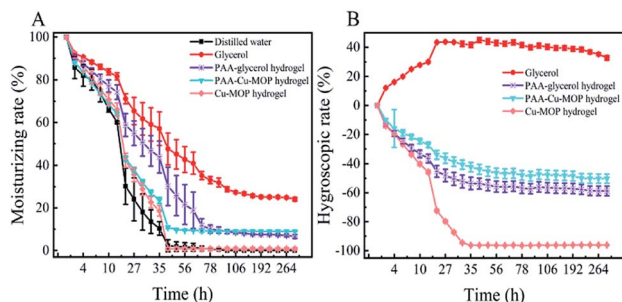 A
Moisturizing rate (%)
100
80
60
40
20
0
Distilled water
Glycerol
PAA-glycerol hydrogel
PAA-Cu-MOP hydrogel
Cu-MOP hydrogel
4 10 27 35 56 78 106 192 264
Time (h)
B
Hygroscopic rate (%)
40
20
0
-20
-40
-60
-80
-100
Glycerol
PAA-glycerol hydrogel
PAA-Cu-MOP hydrogel
Cu-MOP hydrogel
4 10 27 35 56 78 106 192 264
Time (h)